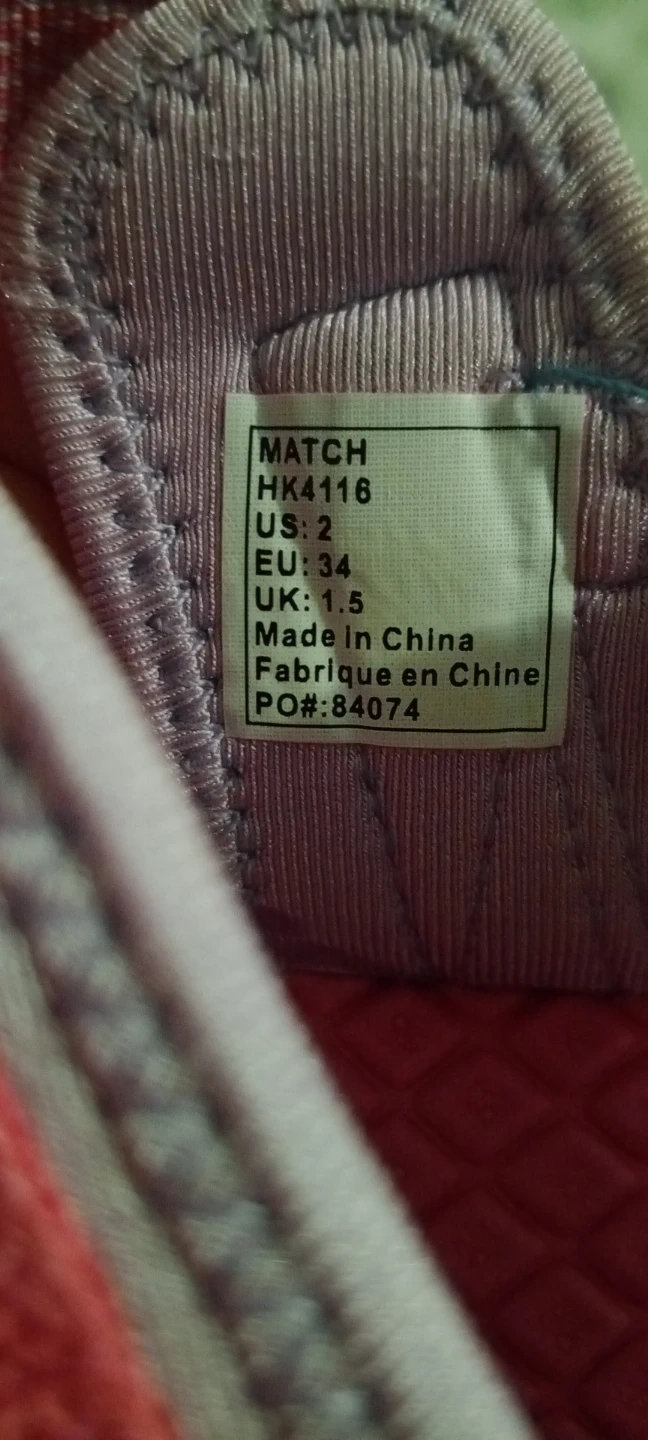 MATCH
HK4116
US: 2
EU: 34
UK: 1.5
Made in China
Fabrique en Chine
PO#:84074